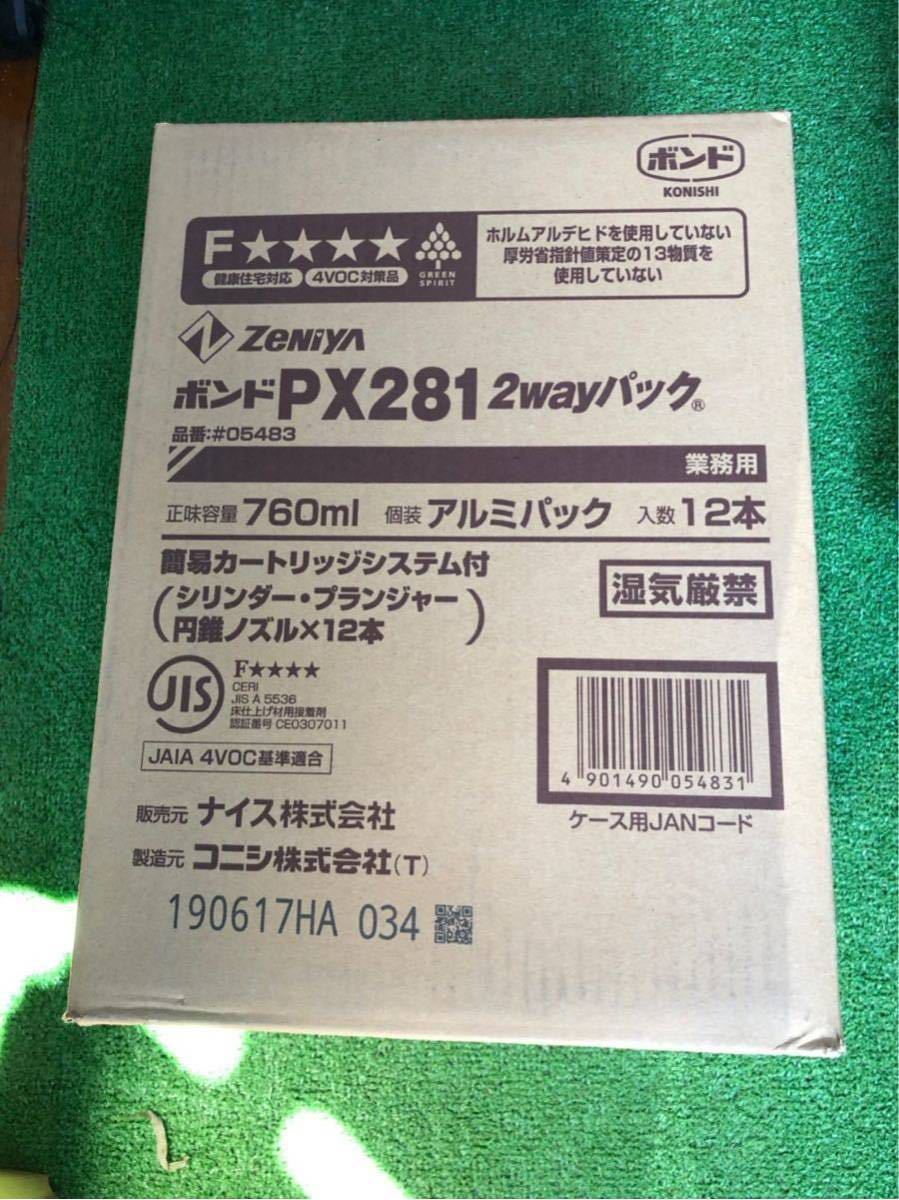 ボンド
KONISHI
F★★★★
健康住宅対応 4VOC対策品
GREEN
SPIRIT
ホルムアルデヒドを使用していない
厚労省指針値策定の13物質を
使用していない
ZeNiYA
ボンドPX281 2wayパック®
品番:#05483
業務用
正味容量 760ml 個装 アルミパック 入数 12本
簡易カートリッジシステム付
(シリンダー・プランジャー
円錐ノズル×12本)
湿気厳禁
JIS
F★★★★
CERI
JIS A 5536
床仕上げ材用接着剤
認証番号 CE0307011
JAIA 4VOC基準適合
4 901490 054831
ケース用JANコード
販売元 ナイス株式会社
製造元 コニシ株式会社(T)
190617HA 034